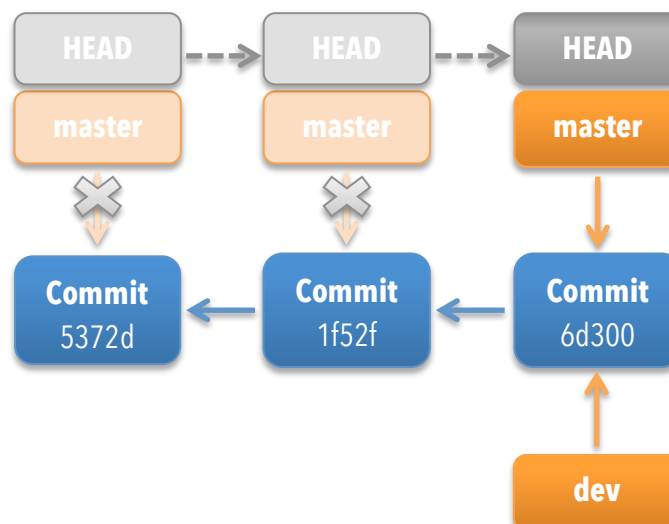 HEAD
HEAD
HEAD
master
master
master
Commit
5372d
Commit
1f52f
Commit
6d300
dev